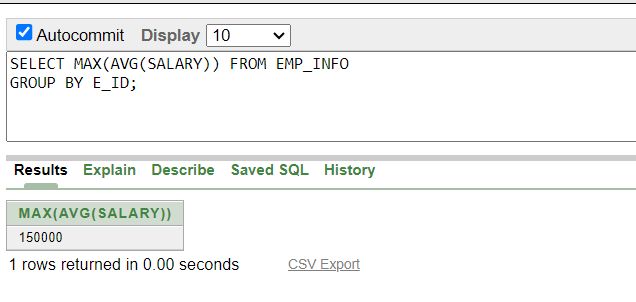 Autocommit Display 10
SELECT MAX(AVG(SALARY)) FROM EMP_INFO
GROUP BY E_ID;
Results Explain Describe Saved SQL History
MAX(AVG(SALARY))
150000
1 rows returned in 0.00 seconds CSV Export